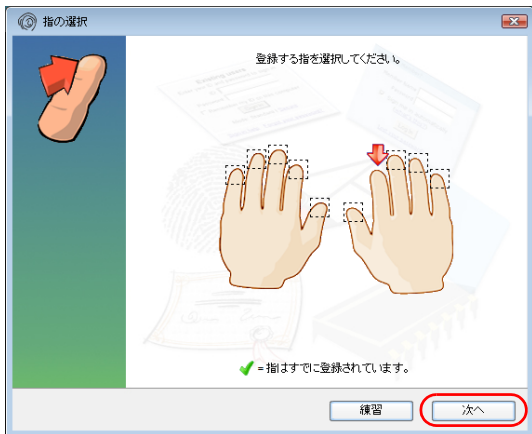 指の選択
登録する指を選択してください。
=指はすでに登録されています。
練習
次へ